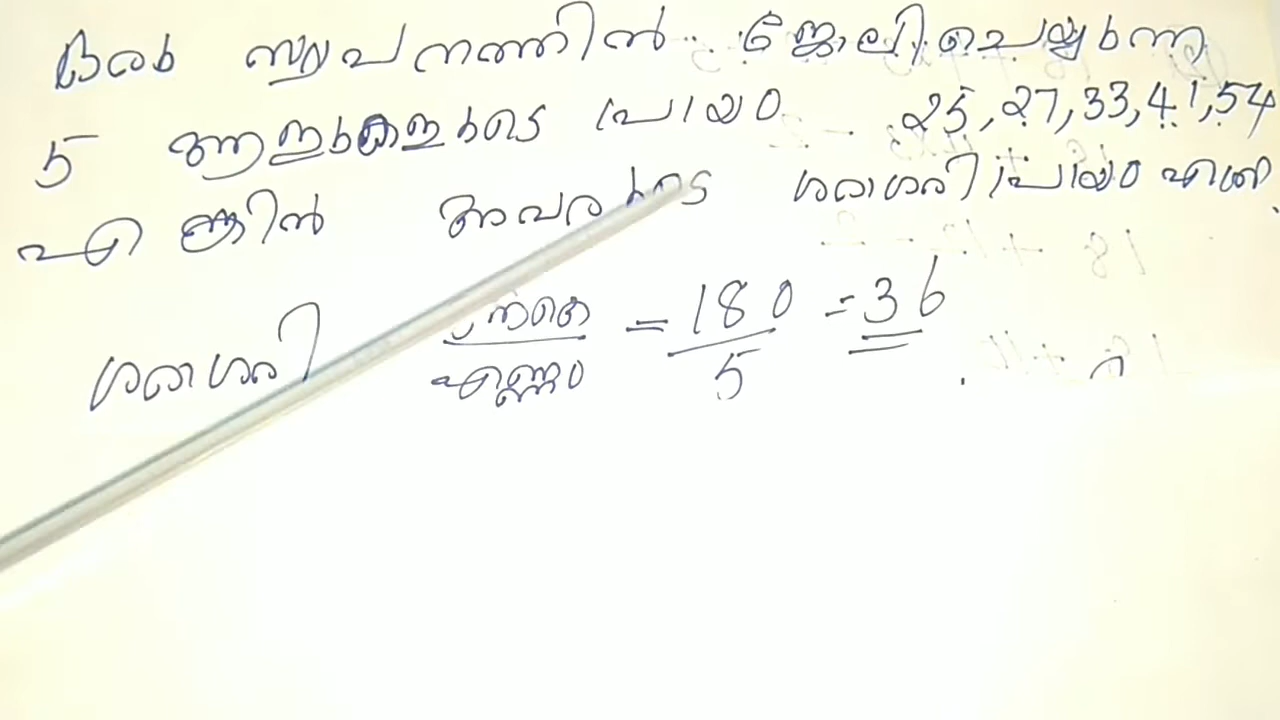 ഒരു സ്ഥാപനത്തിൽ ജോലി ചെയ്യുന്ന
5 ആളുകളുടെ പ്രായം 25, 27, 33, 41, 54
എങ്കിൽ അവരുടെ ശരാശരി പ്രായം എത്ര
ശരാശരി = 180/5 = 36
എണ്ണം